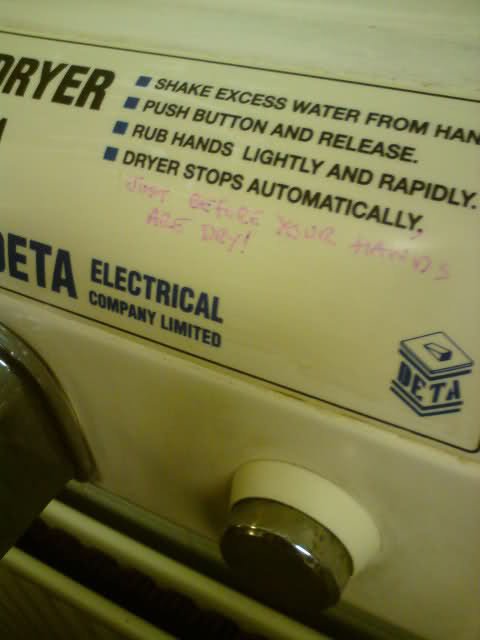 DRYER
SHAKE EXCESS WATER FROM HAN
PUSH BUTTON AND RELEASE.
RUB HANDS LIGHTLY AND RAPIDLY.
DRYER STOPS AUTOMATICALLY,
JUST BEFORE YOUR HANDS
ARE DRY!
DETA ELECTRICAL
COMPANY LIMITED
DETA